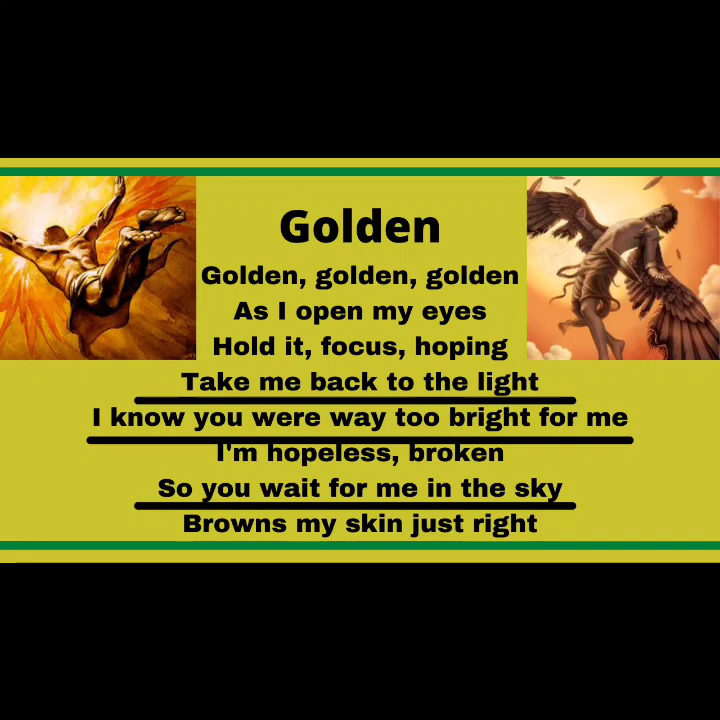 Golden
Golden, golden, golden
As I open my eyes
Hold it, focus, hoping
Take me back to the light
I know you were way too bright for me
I'm hopeless, broken
So you wait for me in the sky
Browns my skin just right